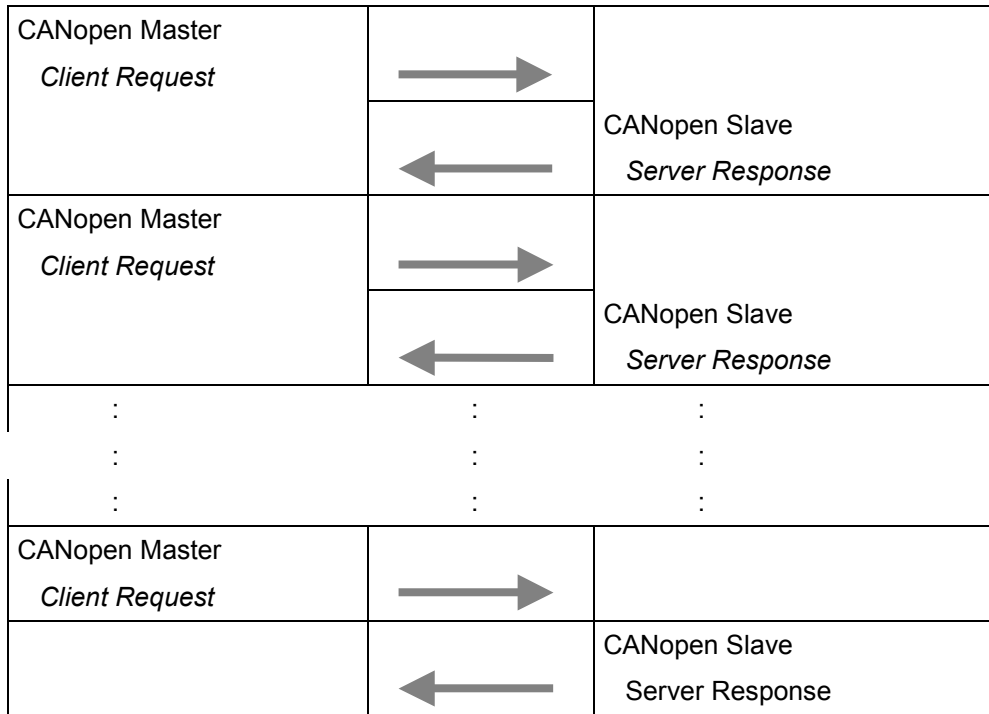 CANopen Master
Client Request
CANopen Slave
Server Response
CANopen Master
Client Request
CANopen Slave
Server Response
: : :
: : :
: : :
CANopen Master
Client Request
CANopen Slave
Server Response